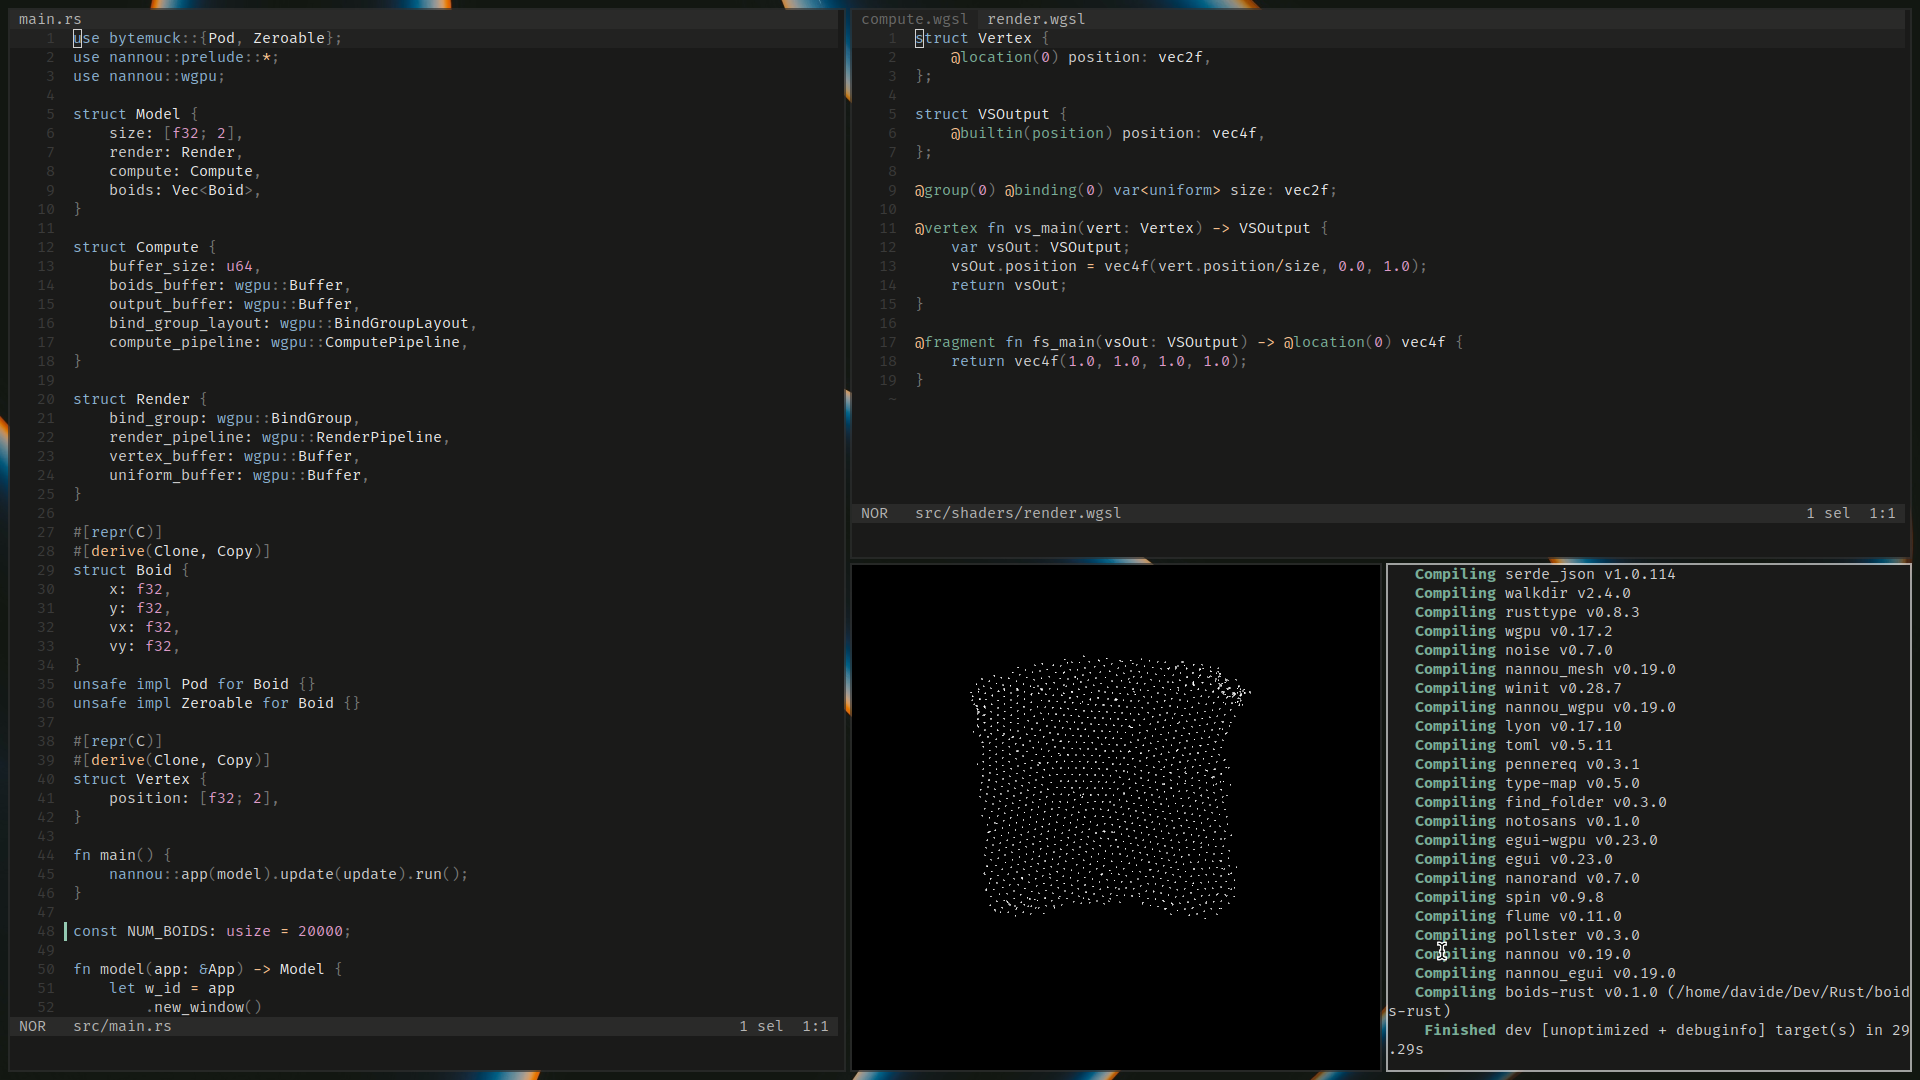 main.rs
1 use bytemuck::{Pod, Zeroable};
2 use nannou::prelude::*;
3 use nannou::wgpu;
4
5 struct Model {
6     size: [f32; 2],
7     render: Render,
8     compute: Compute,
9     boids: Vec<Boid>,
10 }
11
12 struct Compute {
13     buffer_size: u64,
14     boids_buffer: wgpu::Buffer,
15     output_buffer: wgpu::Buffer,
16     bind_group_layout: wgpu::BindGroupLayout,
17     compute_pipeline: wgpu::ComputePipeline,
18 }
19
20 struct Render {
21     bind_group: wgpu::BindGroup,
22     render_pipeline: wgpu::RenderPipeline,
23     vertex_buffer: wgpu::Buffer,
24     uniform_buffer: wgpu::Buffer,
25 }
26
27 #[repr(C)]
28 #[derive(Clone, Copy)]
29 struct Boid {
30     x: f32,
31     y: f32,
32     vx: f32,
33     vy: f32,
34 }
35 unsafe impl Pod for Boid {}
36 unsafe impl Zeroable for Boid {}
37
38 #[repr(C)]
39 #[derive(Clone, Copy)]
40 struct Vertex {
41     position: [f32; 2],
42 }
43
44 fn main() {
45     nannou::app(model).update(update).run();
46 }
47
48 const NUM_BOIDS: usize = 20000;
49
50 fn model(app: &App) -> Model {
51     let w_id = app
52         .new_window()
NOR   src/main.rs   1 sel   1:1
compute.wgsl   render.wgsl
1 struct Vertex {
2     @location(0) position: vec2f,
3 };
4
5 struct VSOutput {
6     @builtin(position) position: vec4f,
7 };
8
9 @group(0) @binding(0) var<uniform> size: vec2f;
10
11 @vertex fn vs_main(vert: Vertex) -> VSOutput {
12     var vsOut: VSOutput;
13     vsOut.position = vec4f(vert.position/size, 0.0, 1.0);
14     return vsOut;
15 }
16
17 @fragment fn fs_main(vsOut: VSOutput) -> @location(0) vec4f {
18     return vec4f(1.0, 1.0, 1.0, 1.0);
19 }
~
NOR   src/shaders/render.wgsl   1 sel   1:1
Compiling serde_json v1.0.114
Compiling walkdir v2.4.0
Compiling rusttype v0.8.3
Compiling wgpu v0.17.2
Compiling noise v0.7.0
Compiling nannou_mesh v0.19.0
Compiling winit v0.28.7
Compiling nannou_wgpu v0.19.0
Compiling lyon v0.17.10
Compiling toml v0.5.11
Compiling pennereq v0.3.1
Compiling type-map v0.5.0
Compiling find_folder v0.3.0
Compiling notosans v0.1.0
Compiling egui-wgpu v0.23.0
Compiling egui v0.23.0
Compiling nanorand v0.7.0
Compiling spin v0.9.8
Compiling flume v0.11.0
Compiling pollster v0.3.0
Compiling nannou v0.19.0
Compiling nannou_egui v0.19.0
Compiling boids-rust v0.1.0 (/home/davide/Dev/Rust/boid
s-rust)
Finished dev [unoptimized + debuginfo] target(s) in 29
.29s